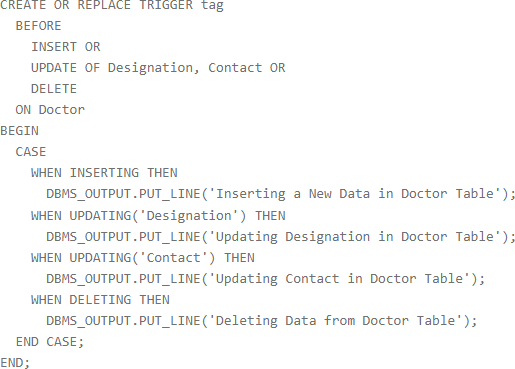 CREATE OR REPLACE TRIGGER tag
  BEFORE
    INSERT OR
    UPDATE OF Designation, Contact OR
    DELETE
  ON Doctor
BEGIN
  CASE
    WHEN INSERTING THEN
      DBMS_OUTPUT.PUT_LINE('Inserting a New Data in Doctor Table');
    WHEN UPDATING('Designation') THEN
      DBMS_OUTPUT.PUT_LINE('Updating Designation in Doctor Table');
    WHEN UPDATING('Contact') THEN
      DBMS_OUTPUT.PUT_LINE('Updating Contact in Doctor Table');
    WHEN DELETING THEN
      DBMS_OUTPUT.PUT_LINE('Deleting Data from Doctor Table');
  END CASE;
END;